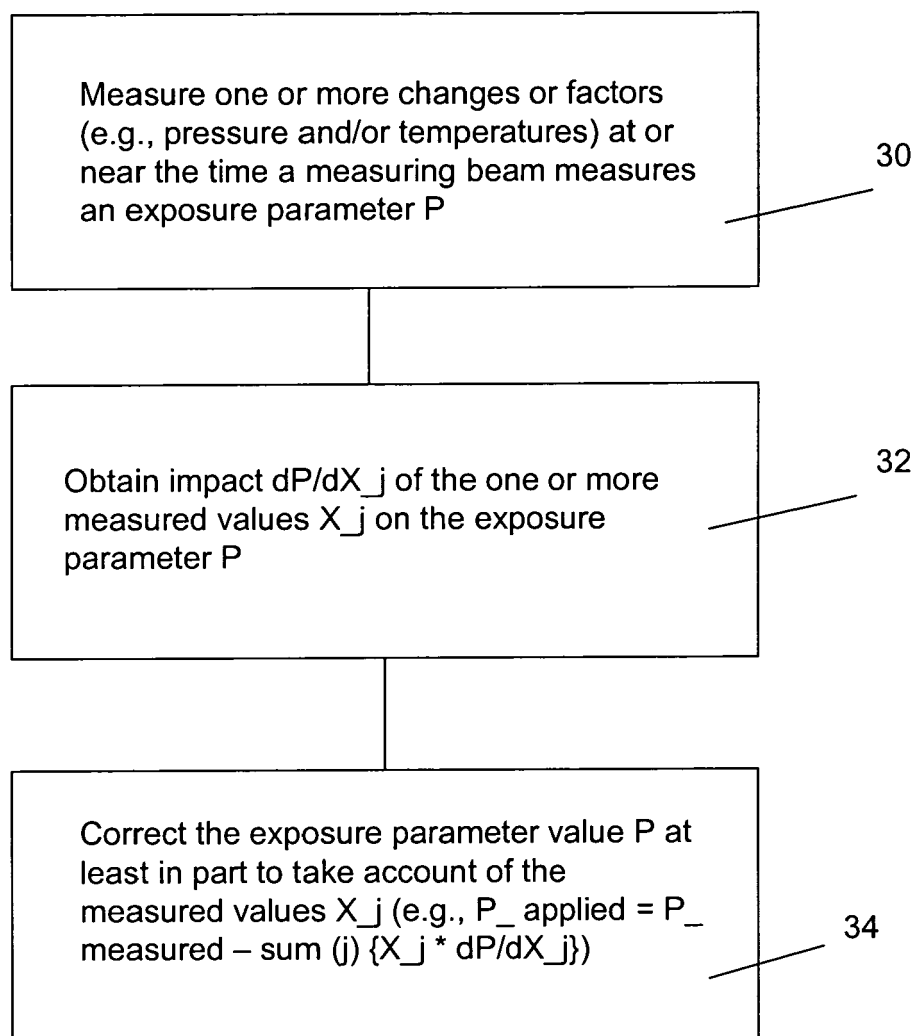 Measure one or more changes or factors
(e.g., pressure and/or temperatures) at or
near the time a measuring beam measures
an exposure parameter P
30
Obtain impact dP/dX_j of the one or more
measured values X_j on the exposure
parameter P
32
Correct the exposure parameter value P at
least in part to take account of the
measured values X_j (e.g., P_ applied = P_
measured – sum (j) {X_j * dP/dX_j})
34